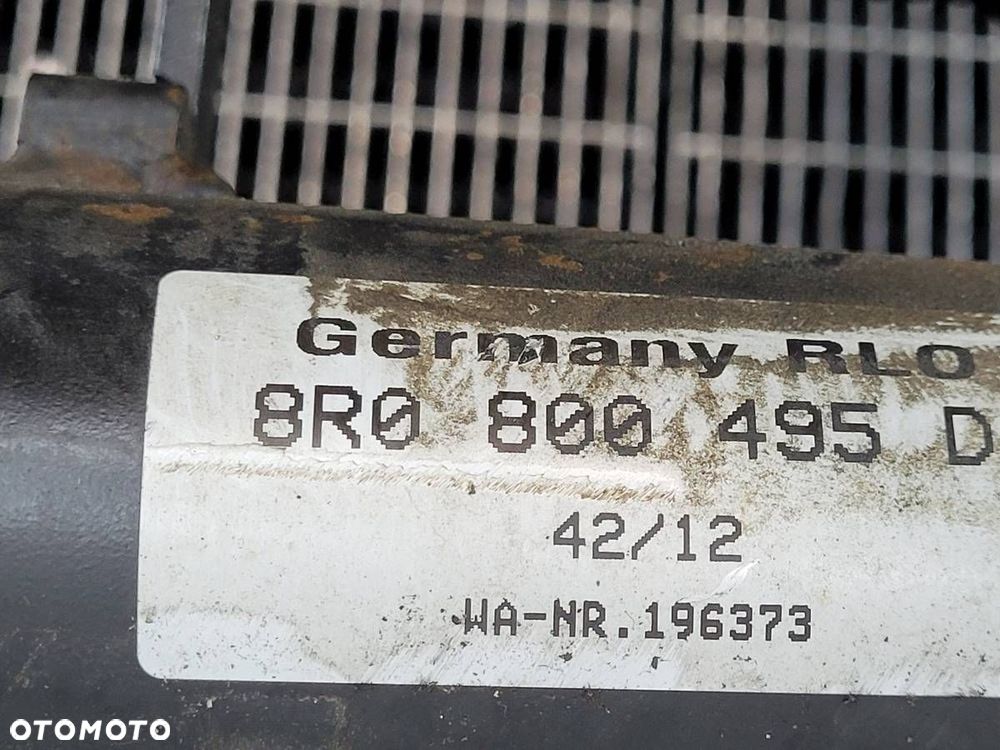 Germany RLO
8R0 800 495 D
42/12
WA-NR.196373
OTOMOTO